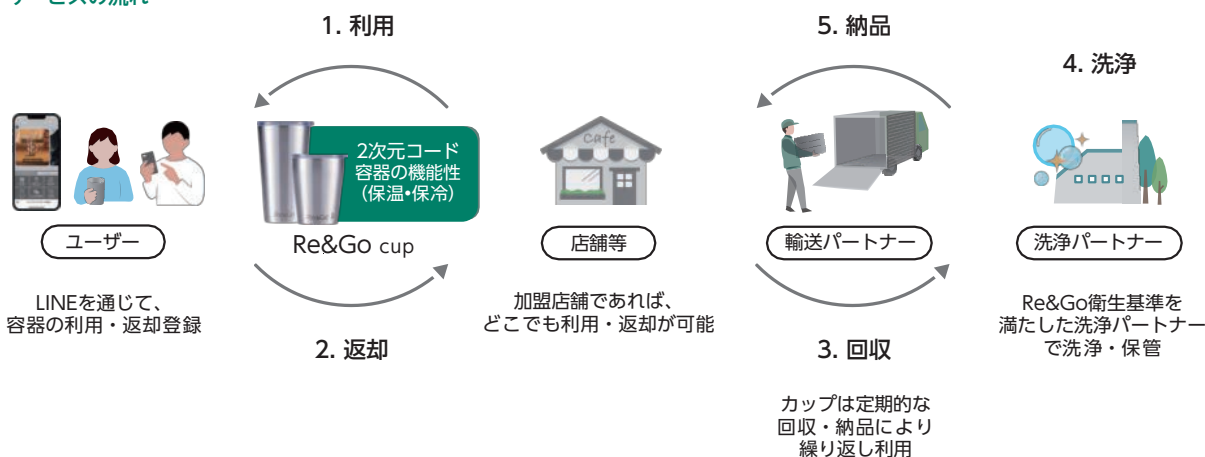 サービスの流れ
1. 利用
5. 納品
4. 洗浄
cafe
2次元コード
容器の機能性
(保温・保冷)
Re&Go cup
ユーザー
店舗等
輸送パートナー
洗浄パートナー
LINEを通じて、
容器の利用・返却登録
加盟店舗であれば、
どこでも利用・返却が可能
Re&Go衛生基準を
満たした洗浄パートナー
で洗浄・保管
2. 返却
3. 回収
カップは定期的な
回収・納品により
繰り返し利用